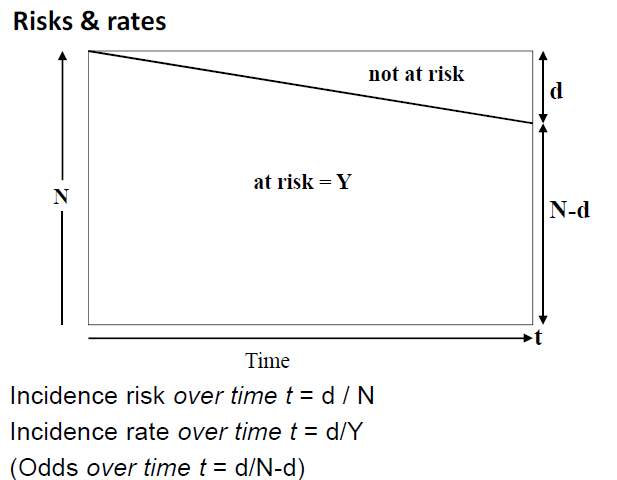 Risks & rates
not at risk
d
at risk = Y
N
N-d
t
Time
Incidence risk over time t = d / N
Incidence rate over time t = d/Y
(Odds over time t = d/N-d)